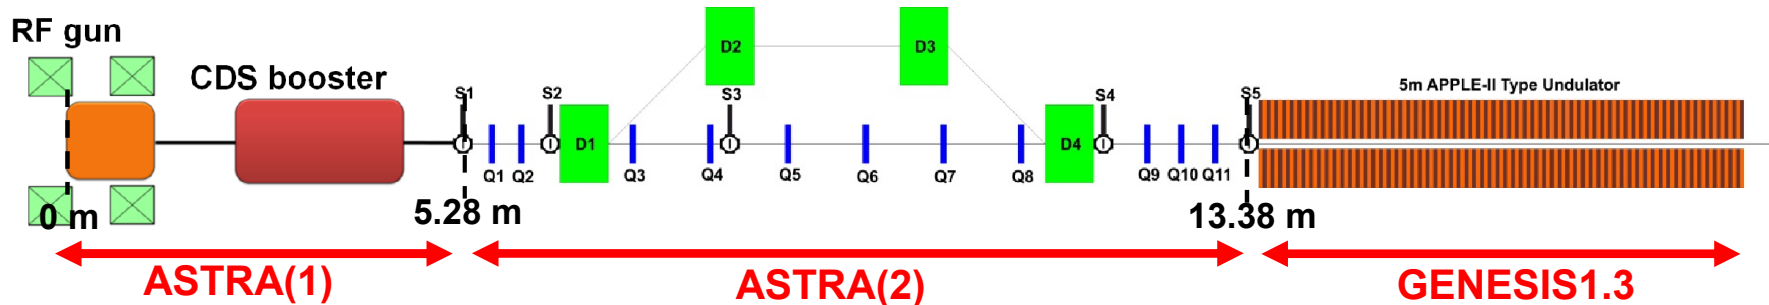 RF gun
CDS booster
D2
D3
5m APPLE-II Type Undulator
S1
S2
S3
S4
S5
I
I
I
I
I
D1
D4
Q1
Q2
Q3
Q4
Q5
Q6
Q7
Q8
Q9
Q10
Q11
0 m
5.28 m
13.38 m
ASTRA(1)
ASTRA(2)
GENESIS1.3